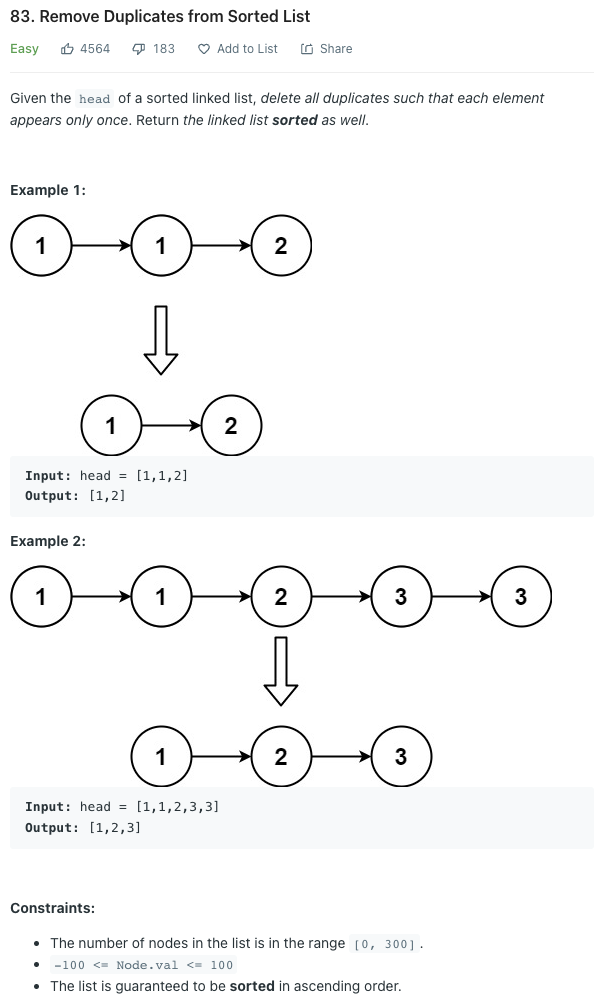 83. Remove Duplicates from Sorted List
Easy 4564 183 Add to List Share
Given the head of a sorted linked list, delete all duplicates such that each element
appears only once. Return the linked list sorted as well.
Example 1:
1 1 2
1 2
Input: head = [1,1,2]
Output: [1,2]
Example 2:
1 1 2 3 3
1 2 3
Input: head = [1,1,2,3,3]
Output: [1,2,3]
Constraints:
• The number of nodes in the list is in the range [0, 300].
• -100 <= Node.val <= 100
• The list is guaranteed to be sorted in ascending order.